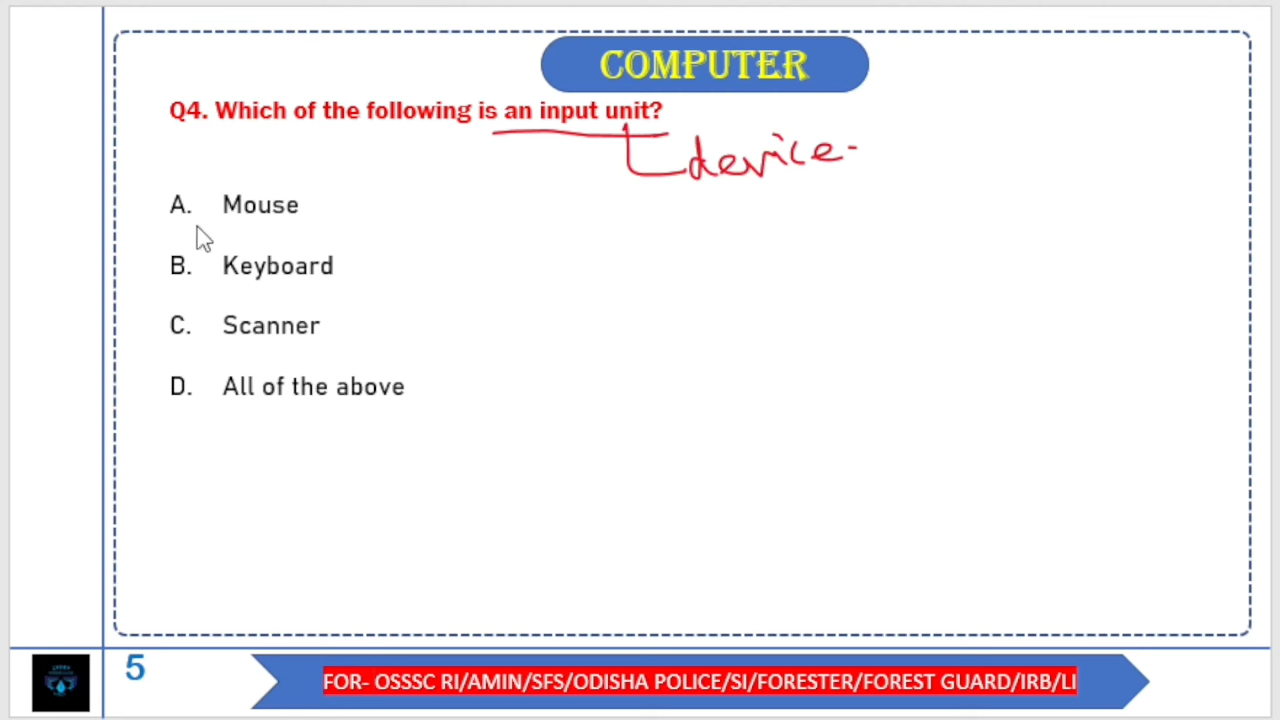 COMPUTER
Q4. Which of the following is an input unit?
device-
A. Mouse
B. Keyboard
C. Scanner
D. All of the above
5
FOR- OSSSC RI/AMIN/SFS/ODISHA POLICE/SI/FORESTER/FOREST GUARD/IRB/LI